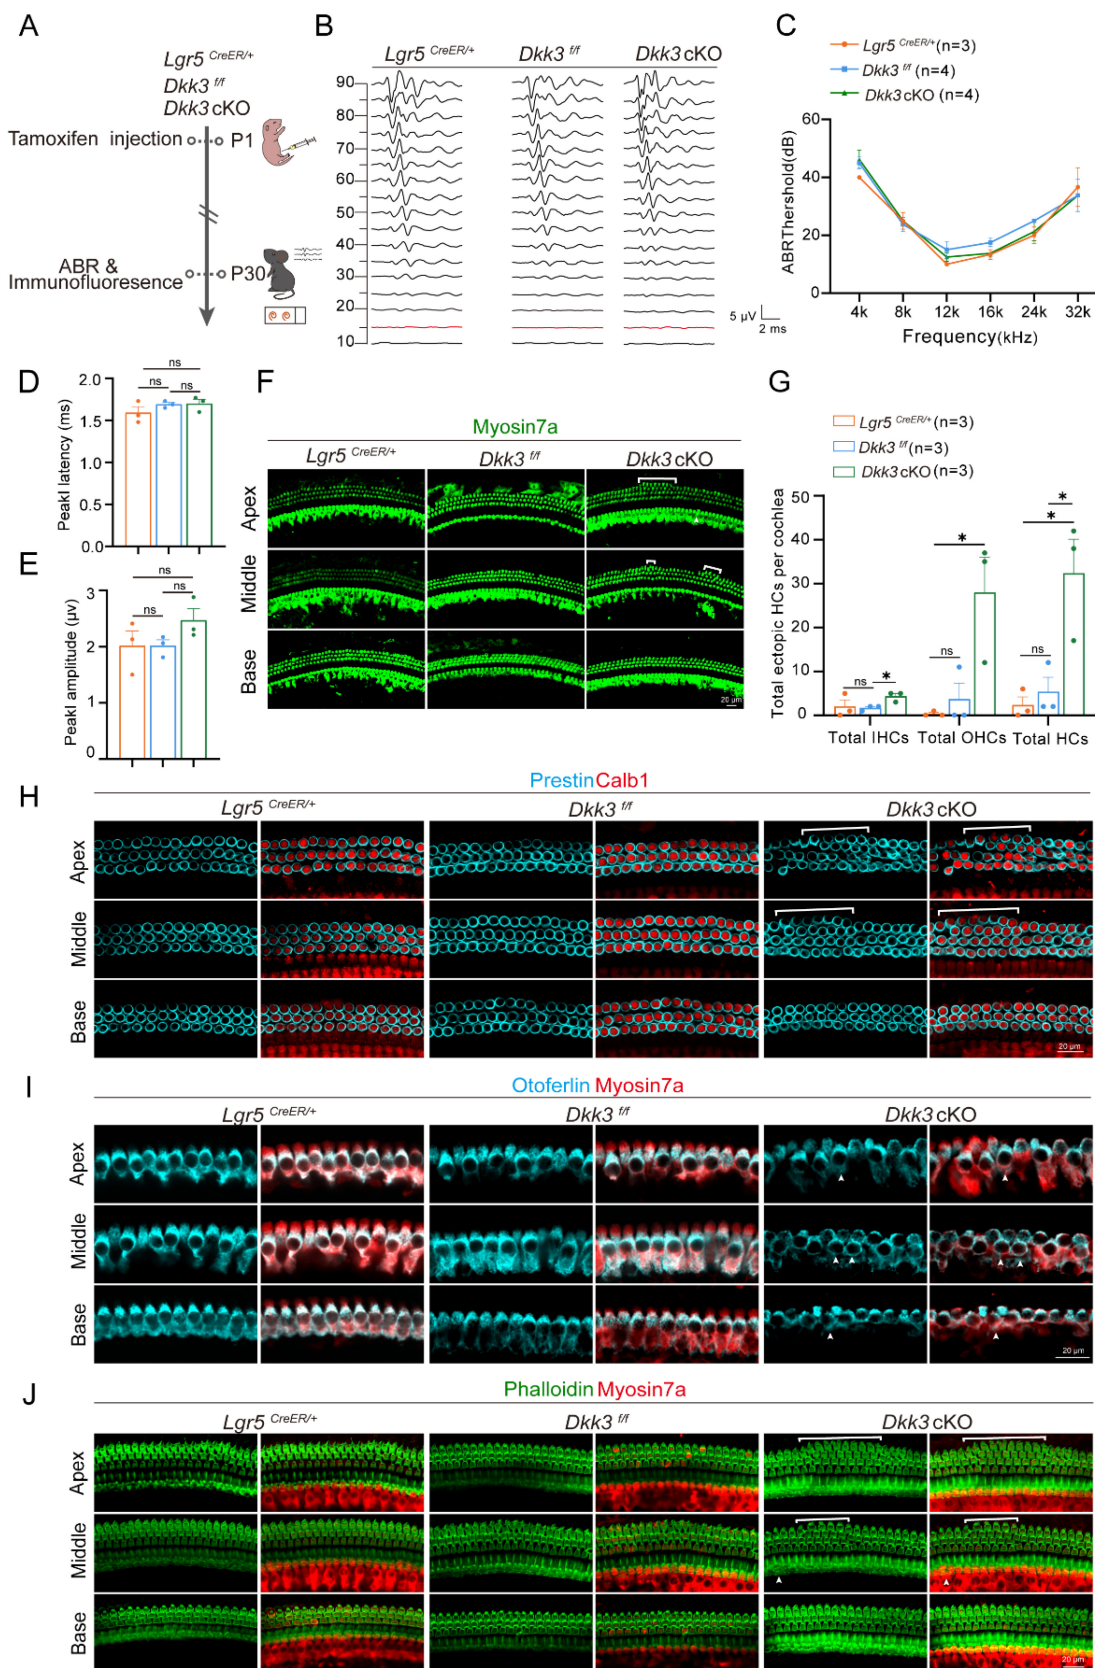 A
Lgr5 CreER/+
Dkk3 f/f
Dkk3 cKO
Tamoxifen injection
P1
ABR &
Immunofluoresence
P30
B
Lgr5 CreER/+ Dkk3 f/f Dkk3 cKO
90
80
70
60
50
40
30
20
10
5 μV
2 ms
C
Lgr5 CreER/+ (n=3)
Dkk3 f/f (n=4)
Dkk3 cKO (n=4)
ABRThershold(dB)
60
40
20
0
4k 8k 12k 16k 24k 32k
Frequency(kHz)
D
PeakI latency (ms)
2.0
1.5
1.0
0.5
0.0
ns
ns ns
E
PeakI amplitude (μv)
3
2
1
0
ns
ns
ns
F
Myosin7a
Lgr5 CreER/+ Dkk3 f/f Dkk3 cKO
Apex
Middle
Base
20 μm
G
Lgr5 CreER/+ (n=3)
Dkk3 f/f (n=3)
Dkk3 cKO (n=3)
Total ectopic HCs per cochlea
50
40
30
20
10
0
ns *
ns *
ns * *
Total IHCs Total OHCs Total HCs
H
Prestin Calb1
Lgr5 CreER/+ Dkk3 f/f Dkk3 cKO
Apex
Middle
Base
20 μm
I
Otoferlin Myosin7a
Lgr5 CreER/+ Dkk3 f/f Dkk3 cKO
Apex
Middle
Base
20 μm
J
Phalloidin Myosin7a
Lgr5 CreER/+ Dkk3 f/f Dkk3 cKO
Apex
Middle
Base
20 μm